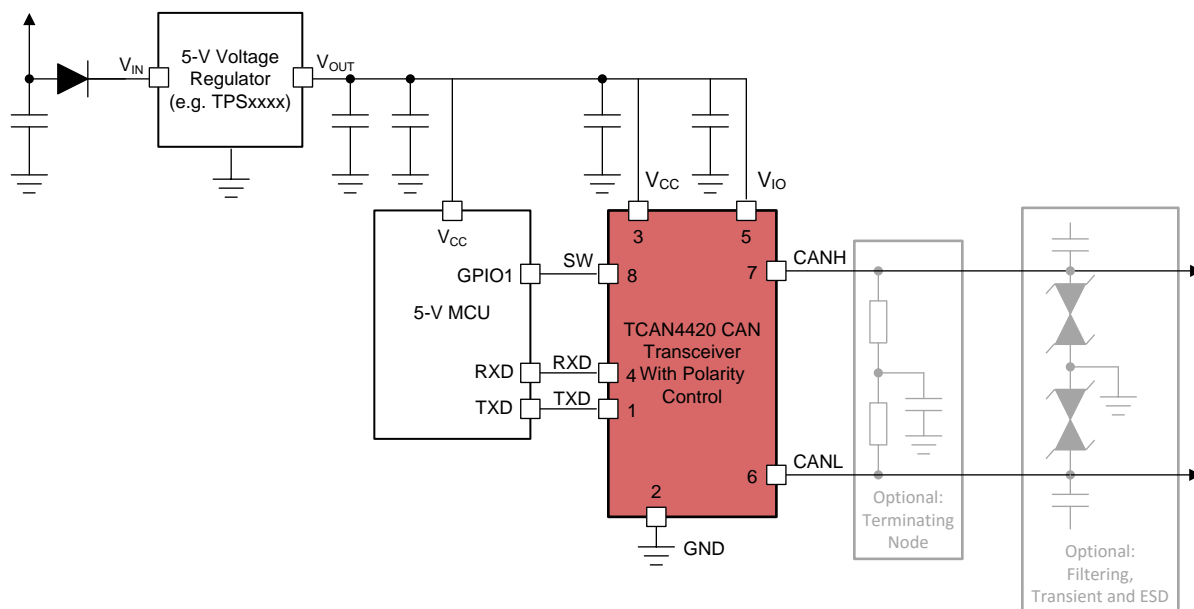 5-V Voltage
Regulator
(e.g. TPSxxxx)
VIN
VOUT
VCC
VIO
VCC
3
5
GPIO1
SW
8
7
CANH
5-V MCU
TCAN4420 CAN
Transceiver
With Polarity
Control
RXD
RXD
4
TXD
TXD
1
6
CANL
2
GND
Optional:
Terminating
Node
Optional:
Filtering,
Transient and ESD